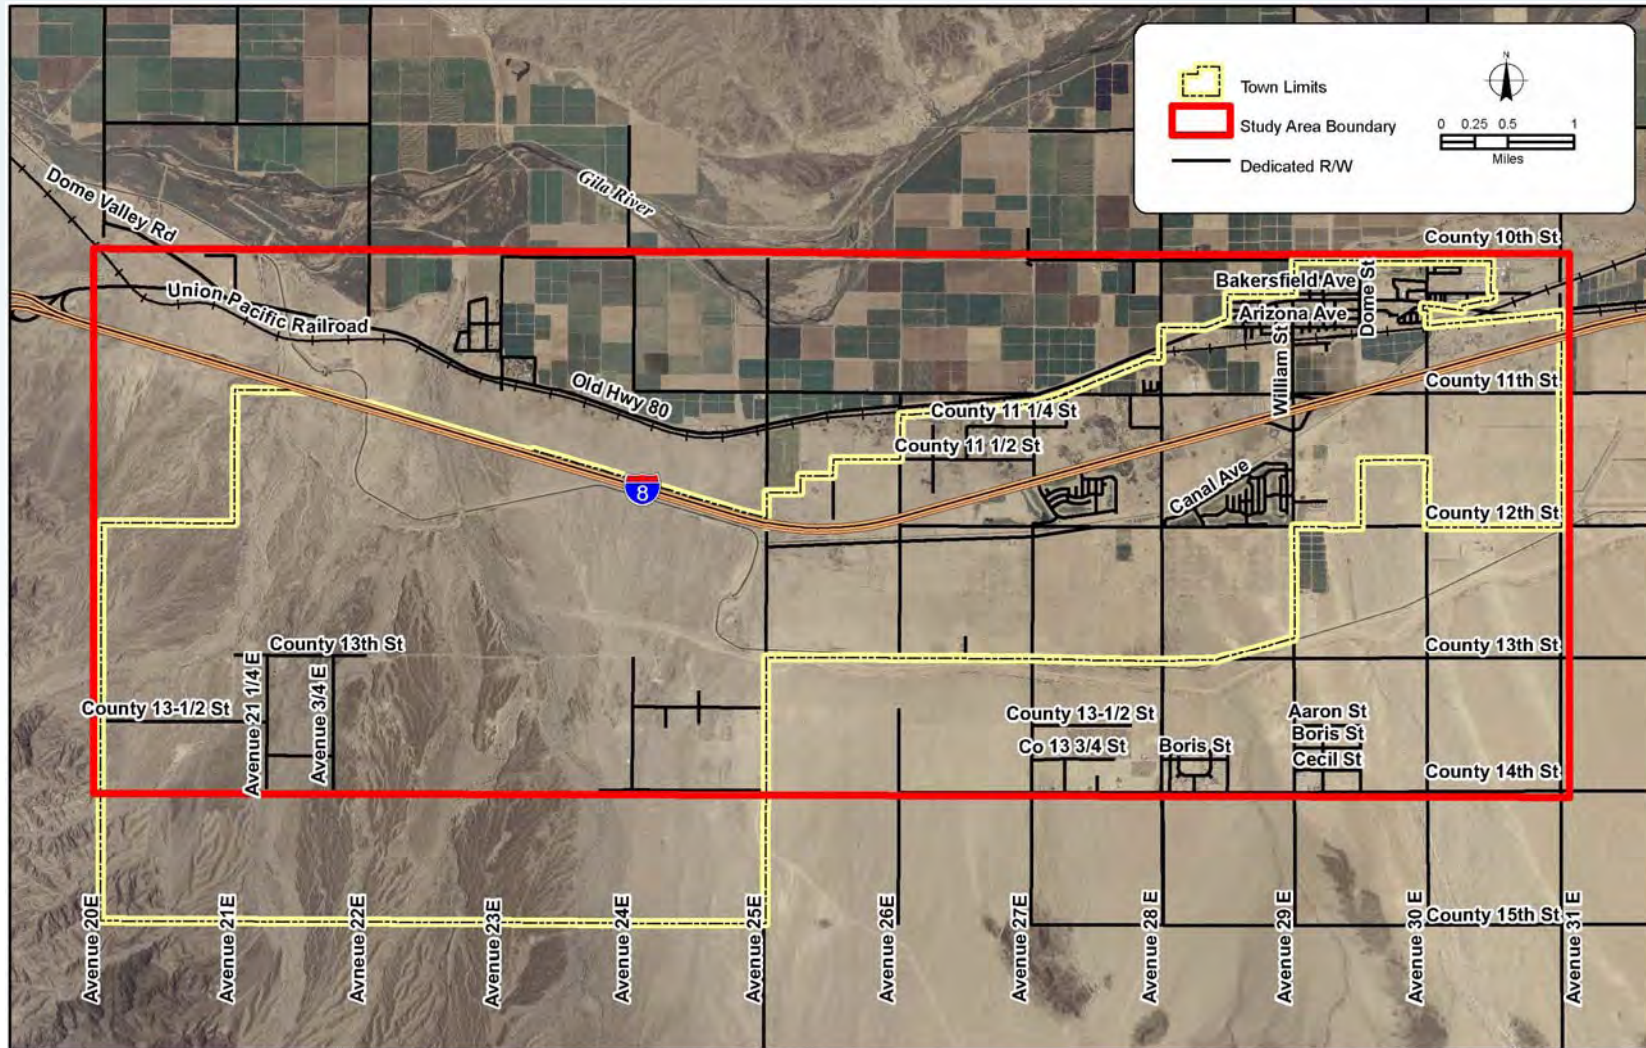 N
Town Limits
Study Area Boundary
Dedicated R/W
0 0.25 0.5 1
Miles
Gila River
Dome Valley Rd
County 10th St
Union Pacific Railroad
Bakersfield Ave
Arizona Ave
Dome St
William St
Old Hwy 80
County 11th St
County 11 1/4 St
County 11 1/2 St
8
Canal Ave
County 12th St
County 13th St
County 13th St
Avenue 21 1/4 E
Avenue 3/4 E
County 13-1/2 St
County 13-1/2 St
Aaron St
Boris St
Co 13 3/4 St
Boris St
Cecil St
County 14th St
County 15th St
Avenue 20E
Avenue 21E
Avenue 22E
Avenue 23E
Avenue 24E
Avenue 25E
Avenue 26E
Avenue 27E
Avenue 28 E
Avenue 29 E
Avenue 30 E
Avenue 31 E